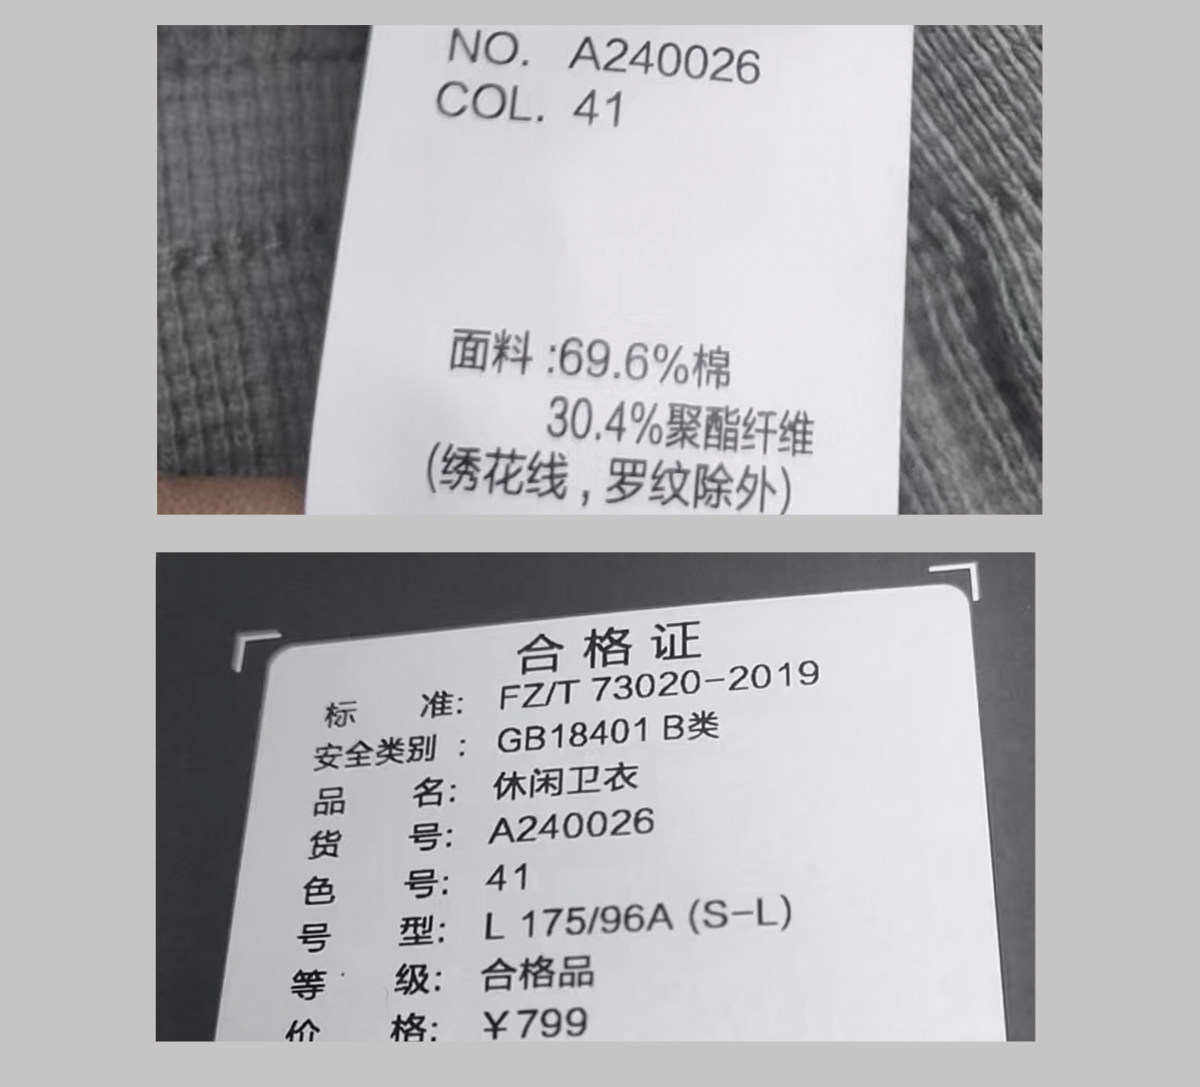 NO. A240026
COL. 41
面料:69.6%棉
30.4%聚酯纤维
(绣花线,罗纹除外)
合格证
标 准: FZ/T 73020-2019
安全类别: GB18401 B类
品 名: 休闲卫衣
货 号: A240026
色 号: 41
号 型: L 175/96A (S-L)
等 级: 合格品
价 格: ¥799